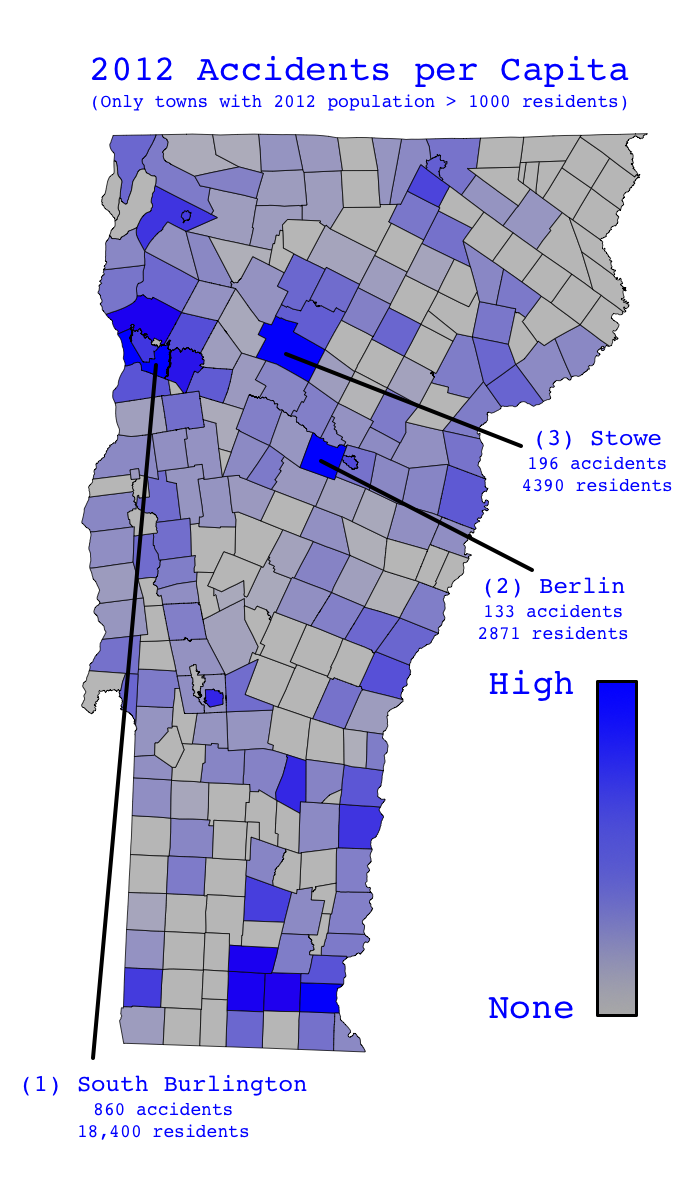 2012 Accidents per Capita
(Only towns with 2012 population > 1000 residents)
(3) Stowe
196 accidents
4390 residents
(2) Berlin
133 accidents
2871 residents
High
None
(1) South Burlington
860 accidents
18,400 residents